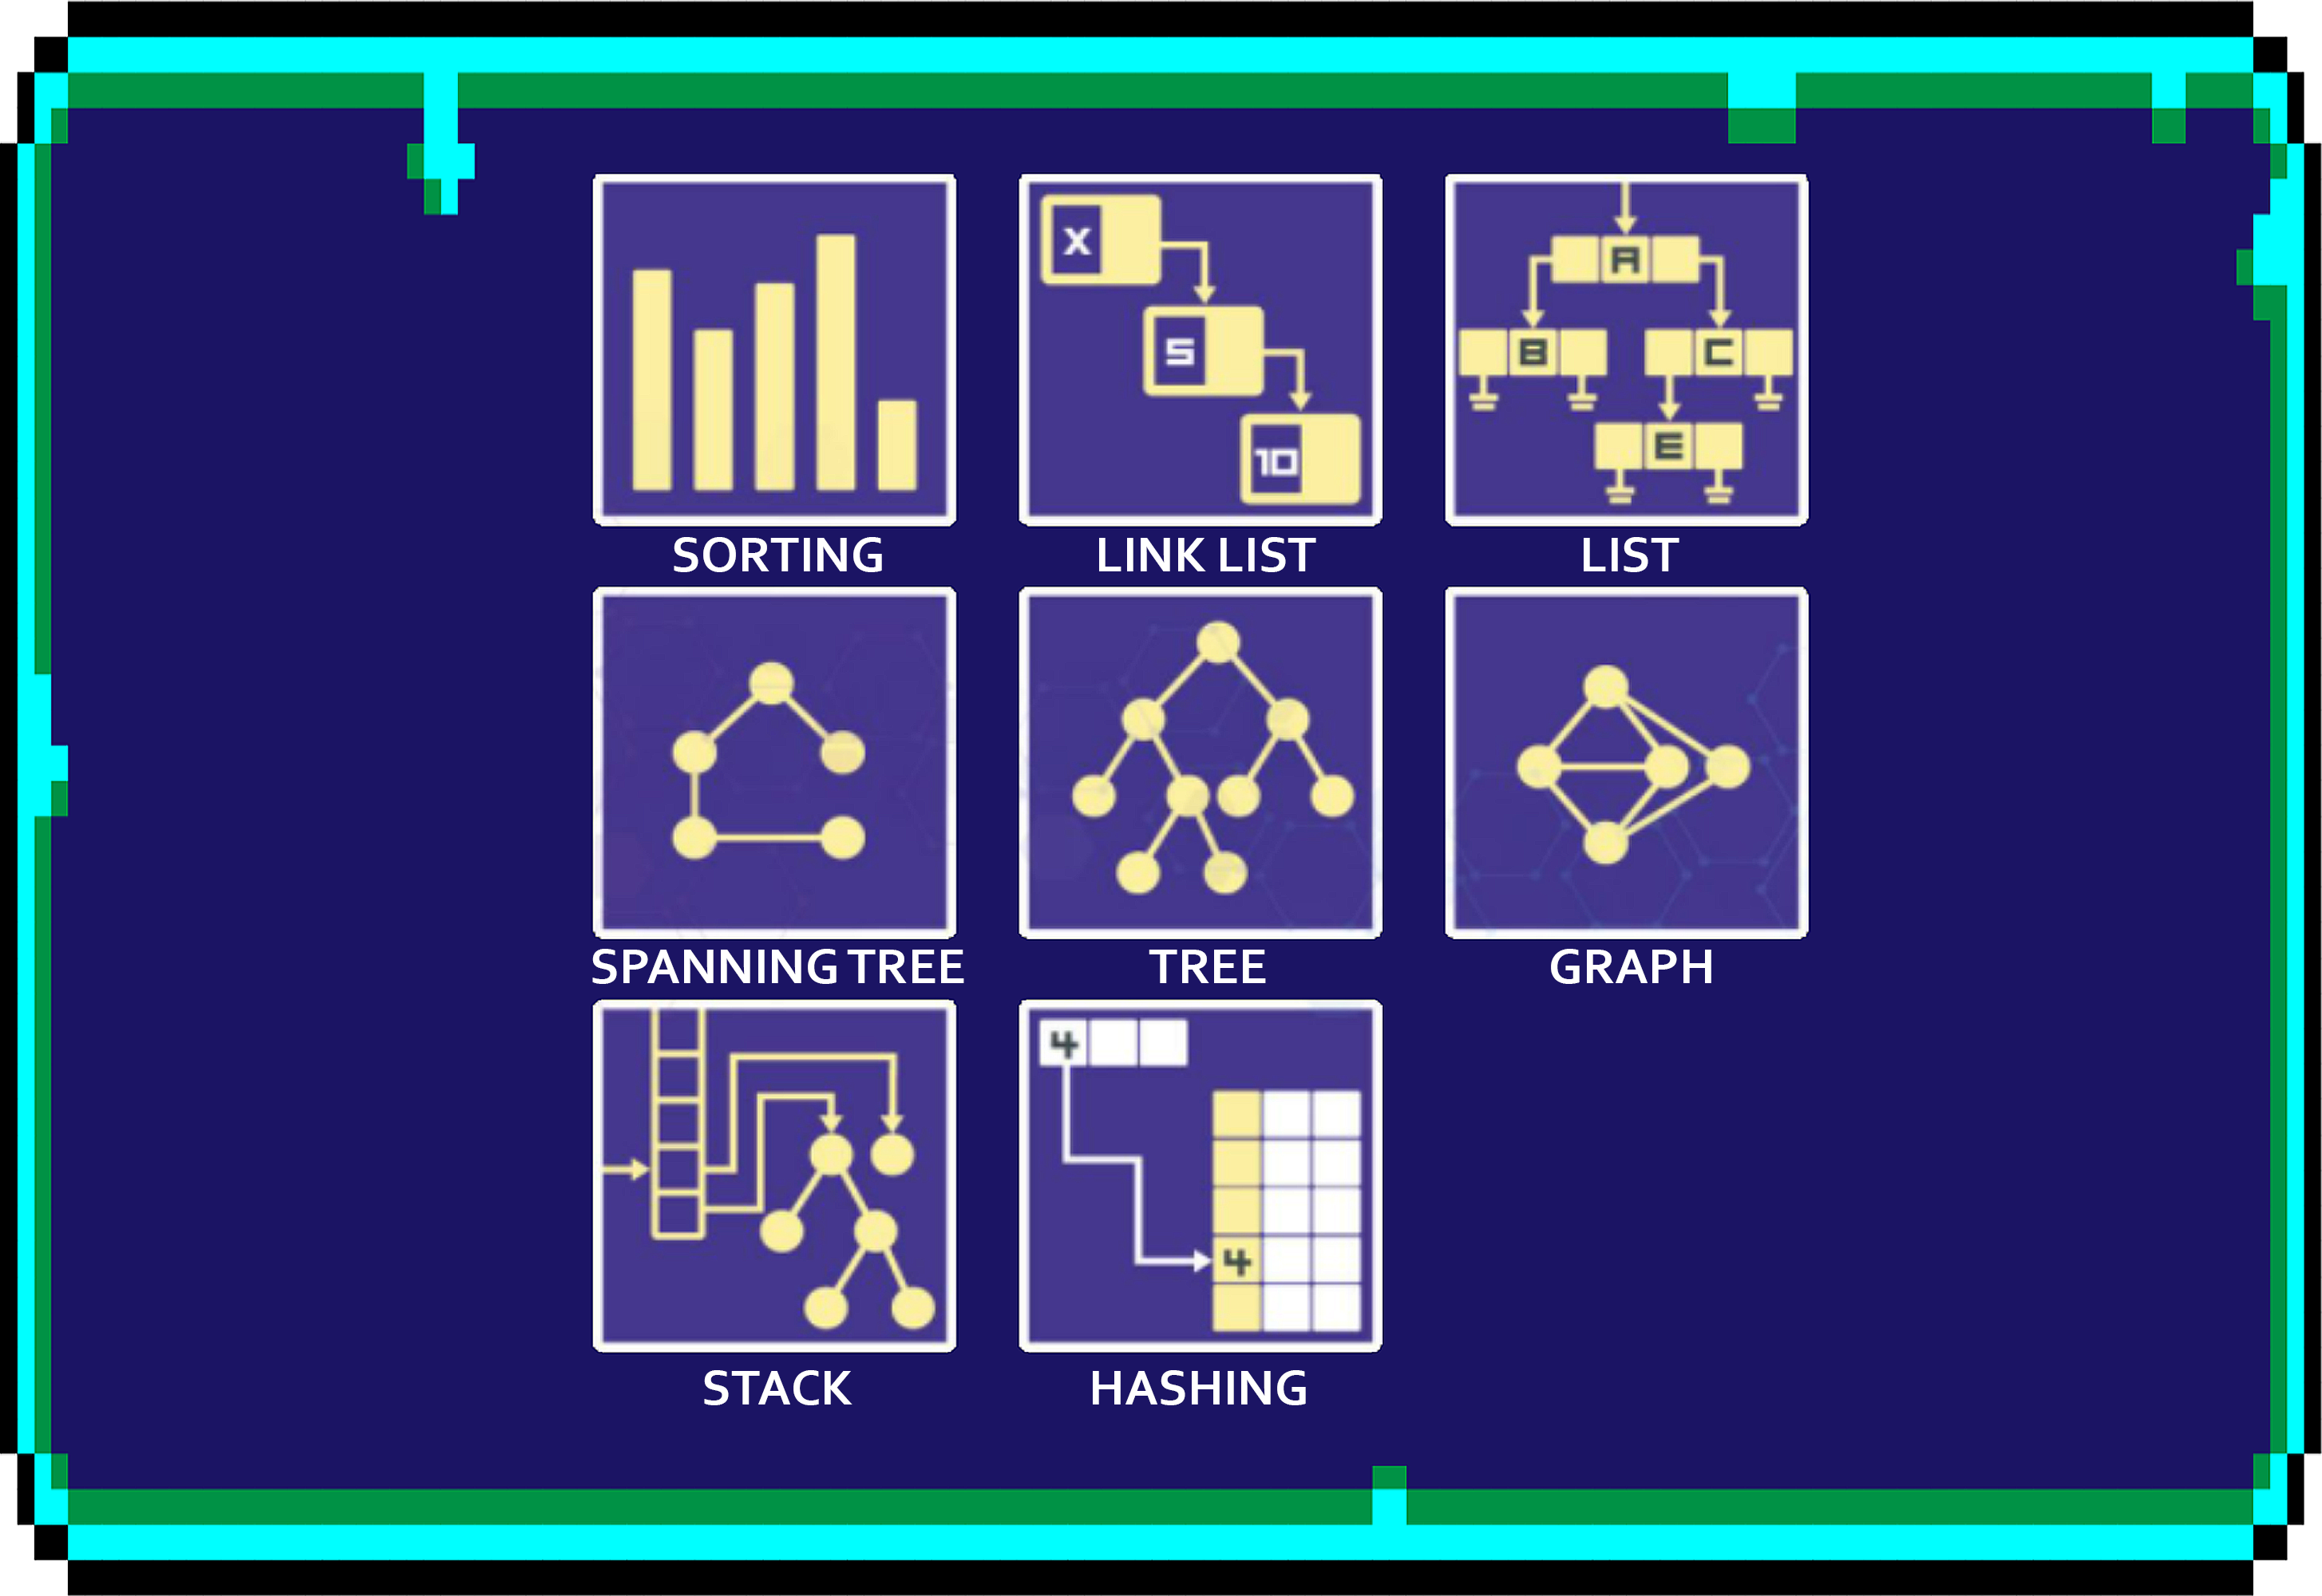 X
5
10
A
B C
E
SORTING LINK LIST LIST
SPANNING TREE TREE GRAPH
4
4
STACK HASHING